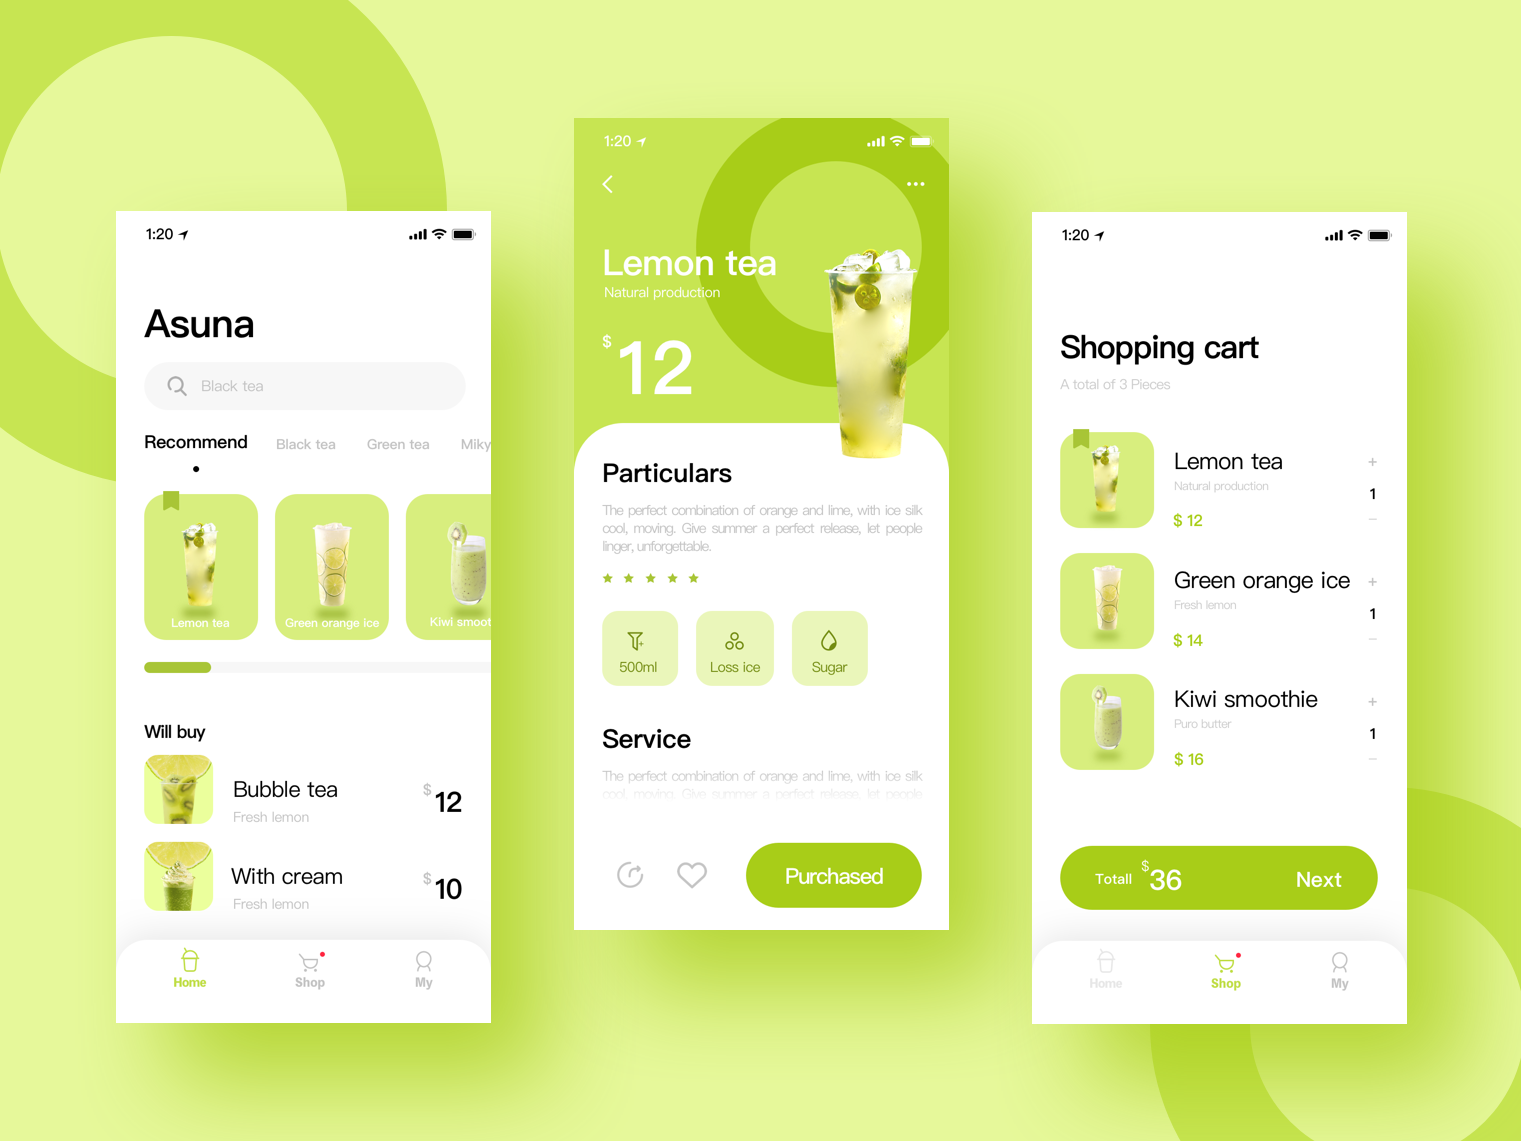 1:20
Asuna
Black tea
Recommend Black tea Green tea Miky
Lemon tea Green orange ice Kiwi smoot
Will buy
Bubble tea
Fresh lemon
$ 12
With cream
Fresh lemon
$ 10
Home Shop My
1:20
Lemon tea
Natural production
$ 12
Particulars
The perfect combination of orange and lime, with ice silk
cool, moving. Give summer a perfect release, let people
linger, unforgettable.
500ml Loss ice Sugar
Service
The perfect combination of orange and lime, with ice silk
cool, moving. Give summer a perfect release, let people
Purchased
1:20
Shopping cart
A total of 3 Pieces
Lemon tea
Natural production
$ 12
+
1
−
Green orange ice
Fresh lemon
$ 14
+
1
−
Kiwi smoothie
Puro butter
$ 16
+
1
−
Totall $ 36 Next
Home Shop My